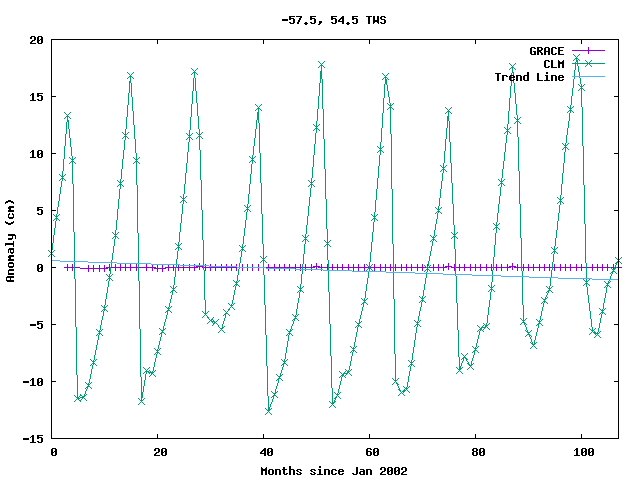 -57.5, 54.5 TWS
GRACE
CLM
Trend Line
20
15
10
5
0
-5
-10
-15
Anomaly (cm)
0 20 40 60 80 100
Months since Jan 2002